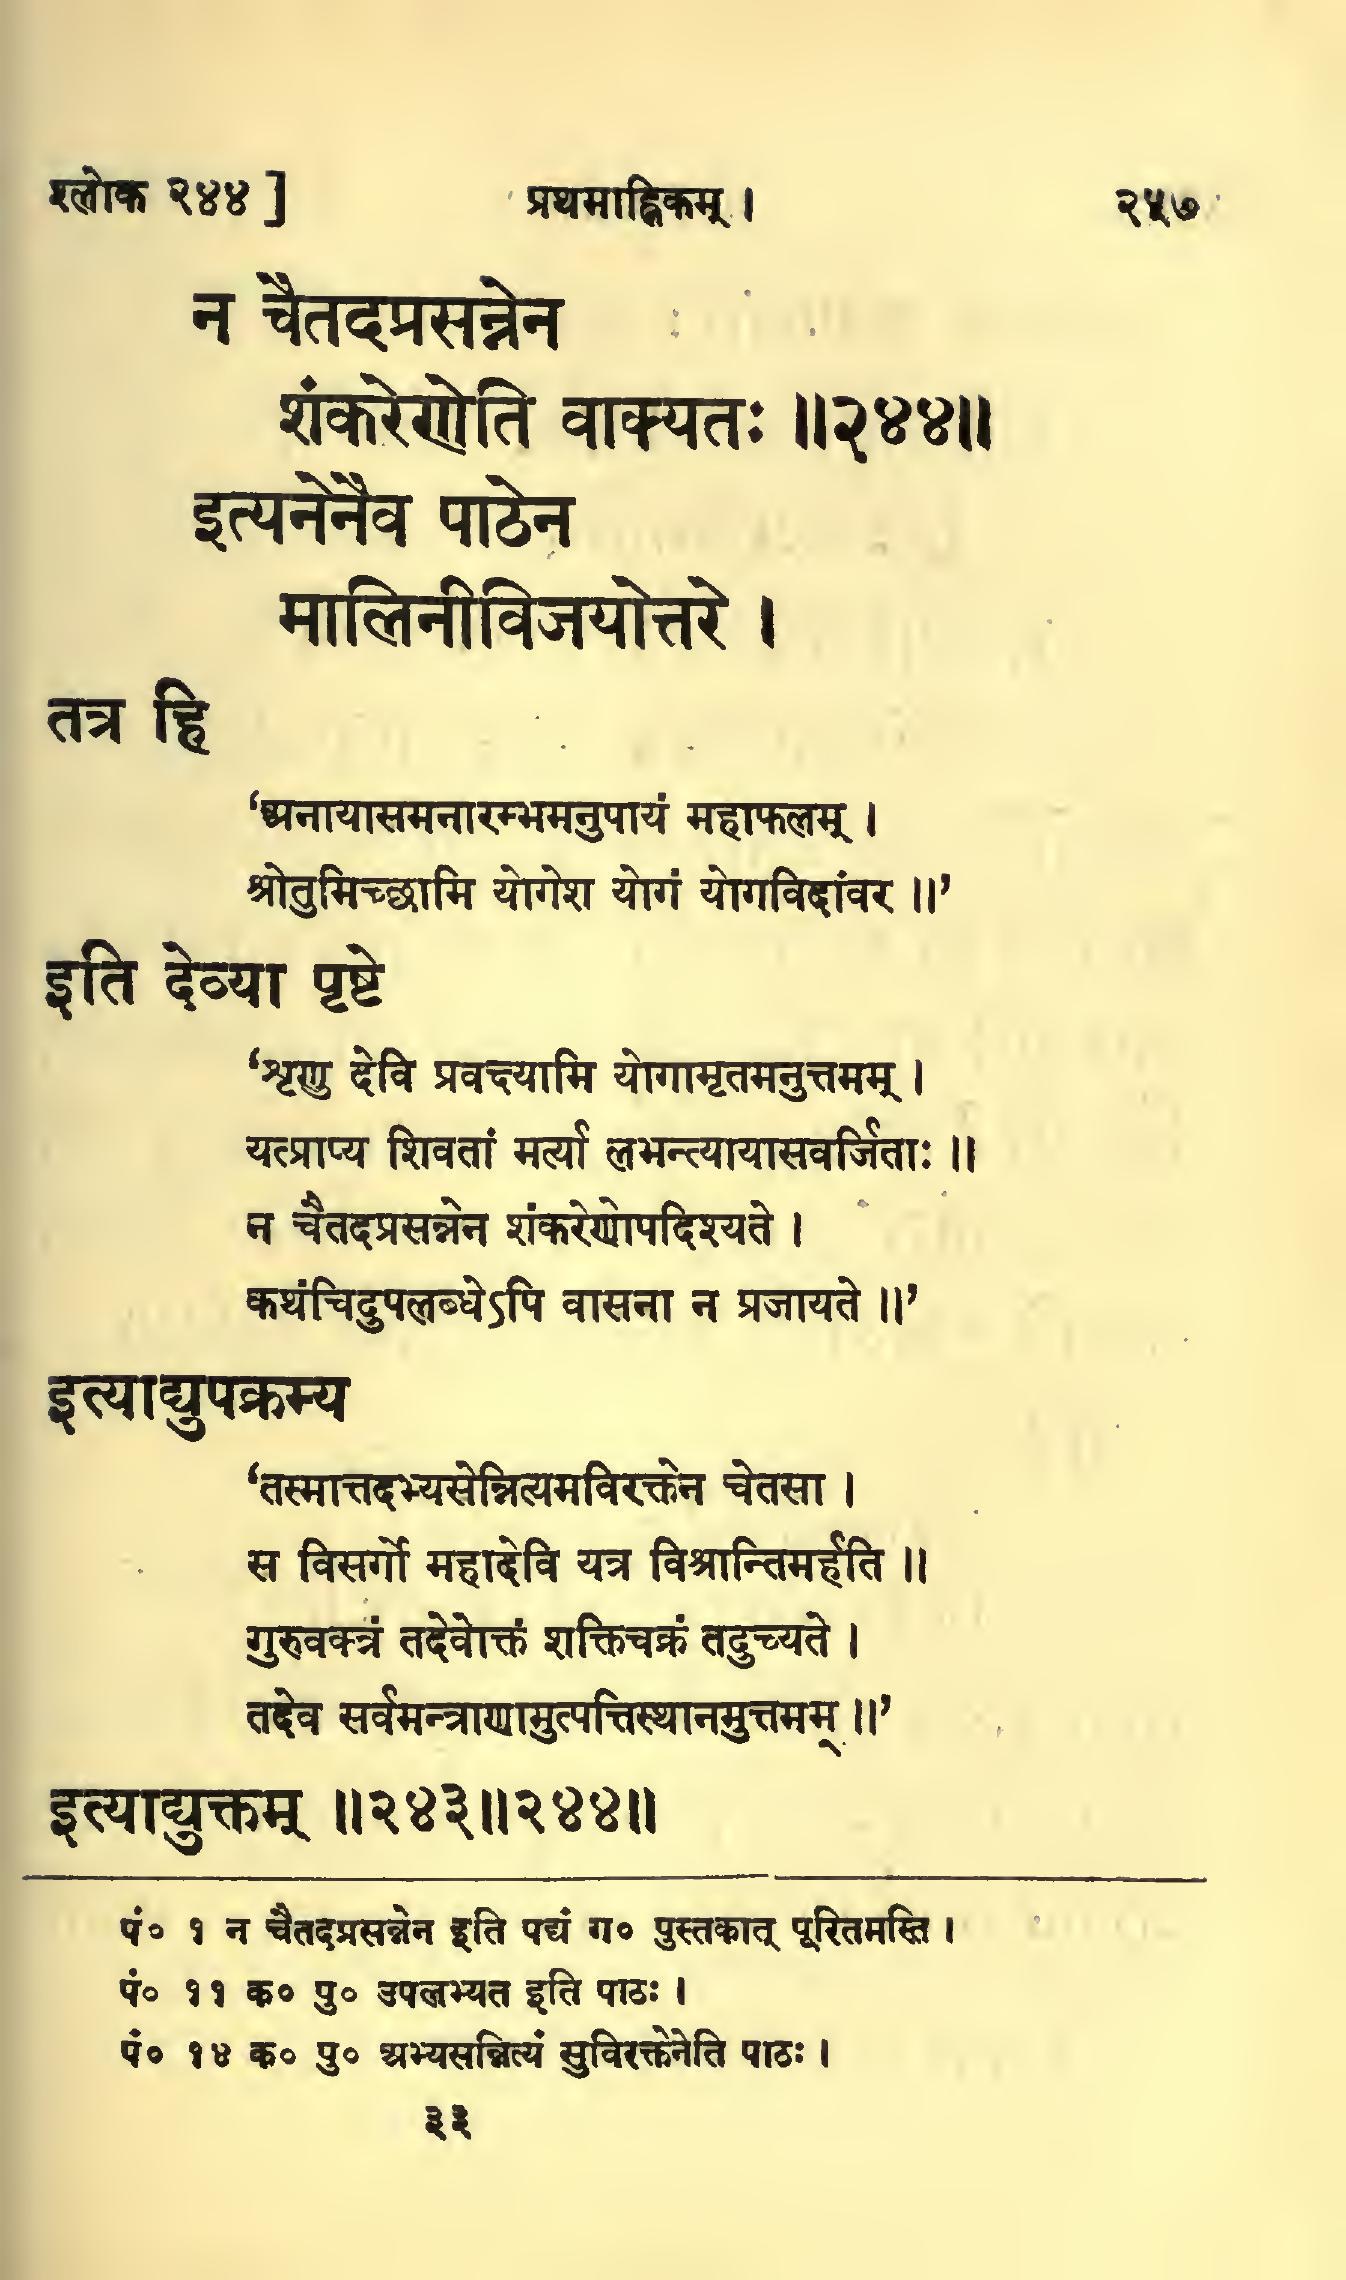 श्लोक २४४ ] प्रथमाह्निकम् । २५७
न चैतदप्रसन्नेन
शंकरेणेति वाक्यतः ॥२४४॥
इत्यनेनैव पाठेन
मालिनीविजयोत्तरे ।
तत्र हि
‘अनायासमनारम्भमनुपायं महाफलम् ।
श्रोतुमिच्छामि योगेश योगं योगविदांवर ॥’
इति देव्या पृष्टे
‘शृणु देवि प्रवक्ष्यामि योगामृतमनुत्तमम् ।
यत्प्राप्य शिवतां मर्त्या लभन्त्यायासवर्जिताः ॥
न चैतदप्रसन्नेन शंकरेणोपदिश्यते ।
कथंचिदुपलब्धेऽपि वासना न प्रजायते ॥’
इत्याद्युपक्रम्य
‘तस्मात्तदभ्यसेन्नित्यमविरक्तेन चेतसा ।
स विसर्गो महादेवि यत्र विश्रान्तिमर्हति ॥
गुरुवक्त्रं तदेवोक्तं शक्तिचक्रं तदुच्यते ।
तदेव सर्वमन्त्राणामुत्पत्तिस्थानमुत्तमम् ॥’
इत्याद्युक्तम् ॥२४३॥२४४॥
पं० १ न चैतदप्रसन्नेन इति पद्यं ग० पुस्तकात् पूरितमस्ति ।
पं० ११ क० पु० उपलभ्यत इति पाठः ।
पं० १४ क० पु० अभ्यसन्नित्यं सुविरक्तेनेति पाठः ।
३३